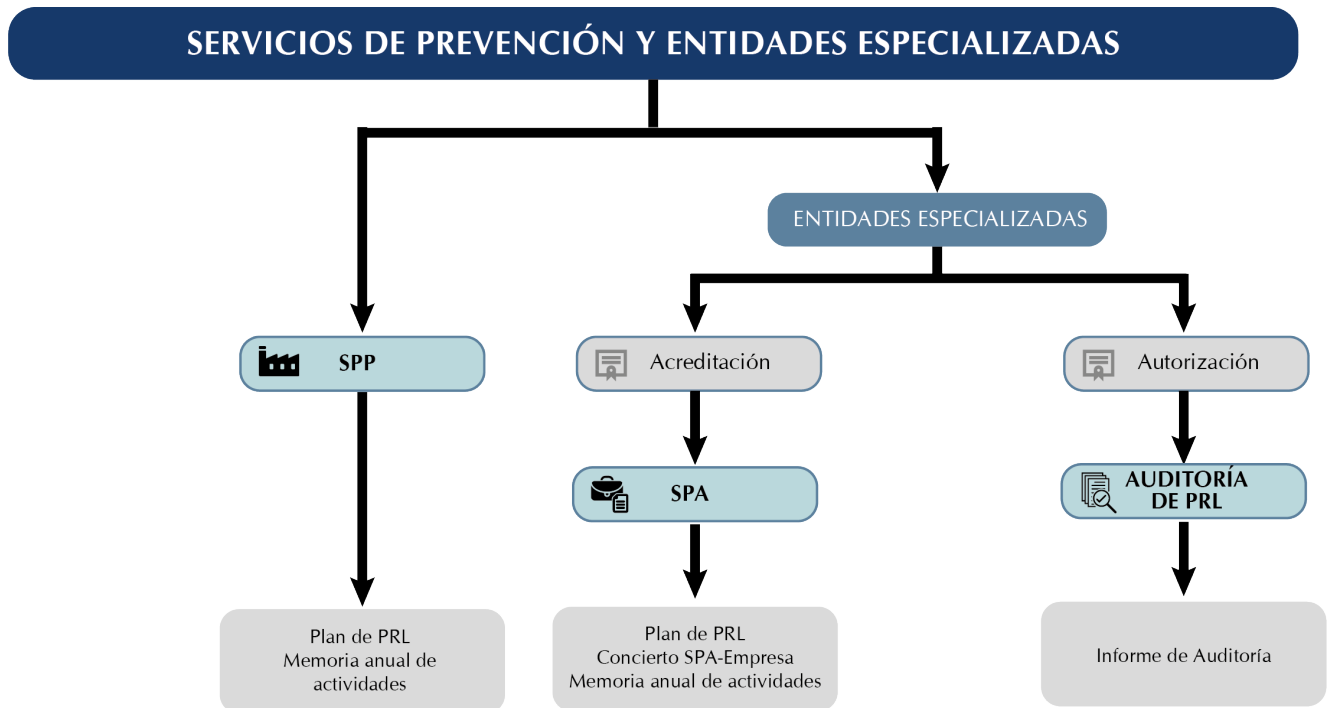 SERVICIOS DE PREVENCIÓN Y ENTIDADES ESPECIALIZADAS
ENTIDADES ESPECIALIZADAS
SPP
Acreditación
Autorización
SPA
AUDITORÍA
DE PRL
Plan de PRL
Memoria anual de
actividades
Plan de PRL
Concierto SPA-Empresa
Memoria anual de actividades
Informe de Auditoría